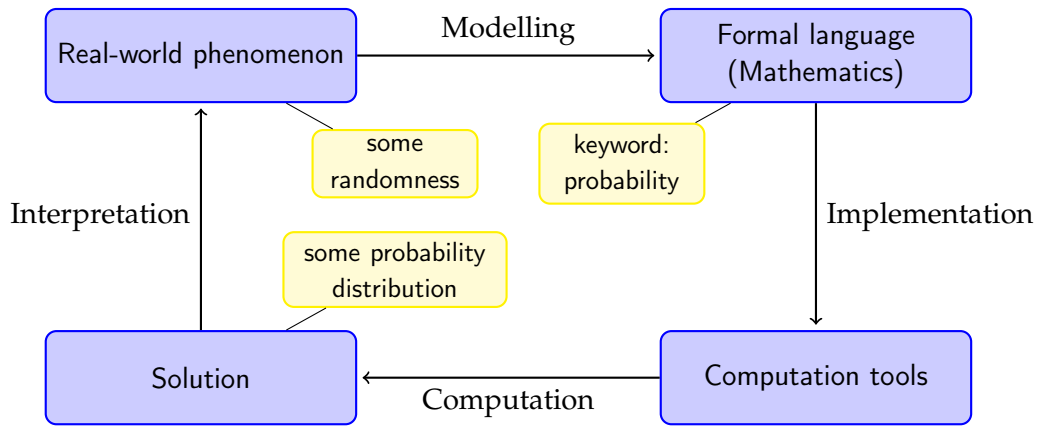 Modelling
Real-world phenomenon
Formal language
(Mathematics)
some
randomness
keyword:
probability
Interpretation
Implementation
some probability
distribution
Solution
Computation tools
Computation